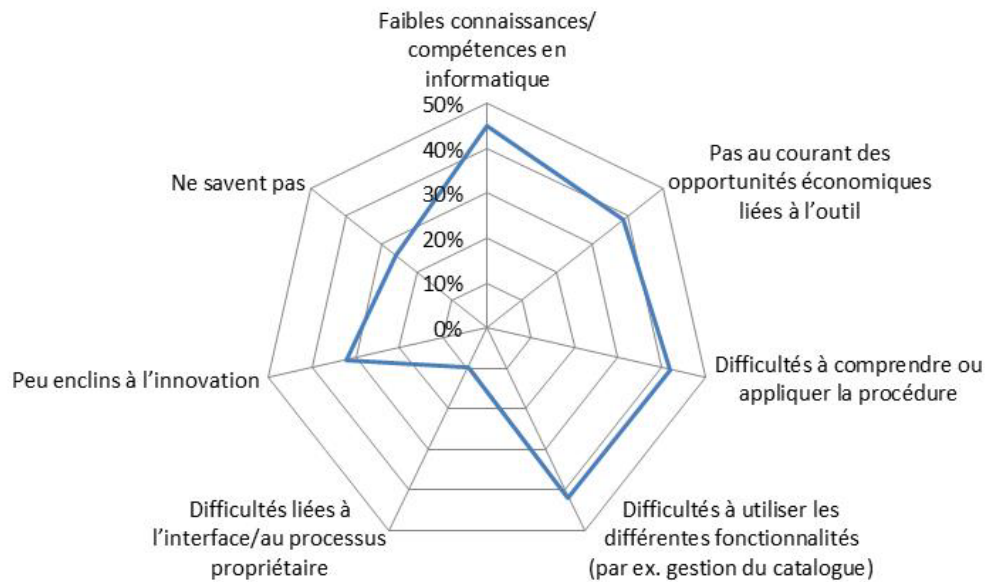 Faibles connaissances/
compétences en
informatique
50%
40%
30%
20%
10%
0%
Pas au courant des
opportunités économiques
liées à l’outil
Difficultés à comprendre ou
appliquer la procédure
Difficultés à utiliser les
différentes fonctionnalités
(par ex. gestion du catalogue)
Difficultés liées à
l’interface/au processus
propriétaire
Peu enclins à l’innovation
Ne savent pas